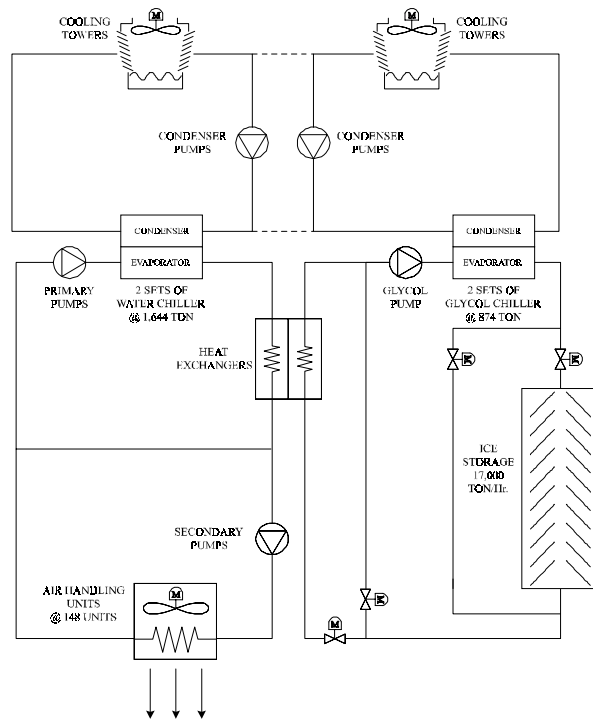 M
COOLING
TOWERS
M
COOLING
TOWERS
CONDENSER
PUMPS
CONDENSER
PUMPS
CONDENSER
EVAPORATOR
CONDENSER
EVAPORATOR
PRIMARY
PUMPS
2 SETS OF
WATER CHILLER
@ 1,644 TON
GLYCOL
PUMP
2 SETS OF
GLYCOL CHILLER
@ 874 TON
HEAT
EXCHANGERS
M
M
ICE
STORAGE
17,000
TON/Hr.
SECONDARY
PUMPS
AIR HANDLING
UNITS
@ 148 UNITS
M
M
M